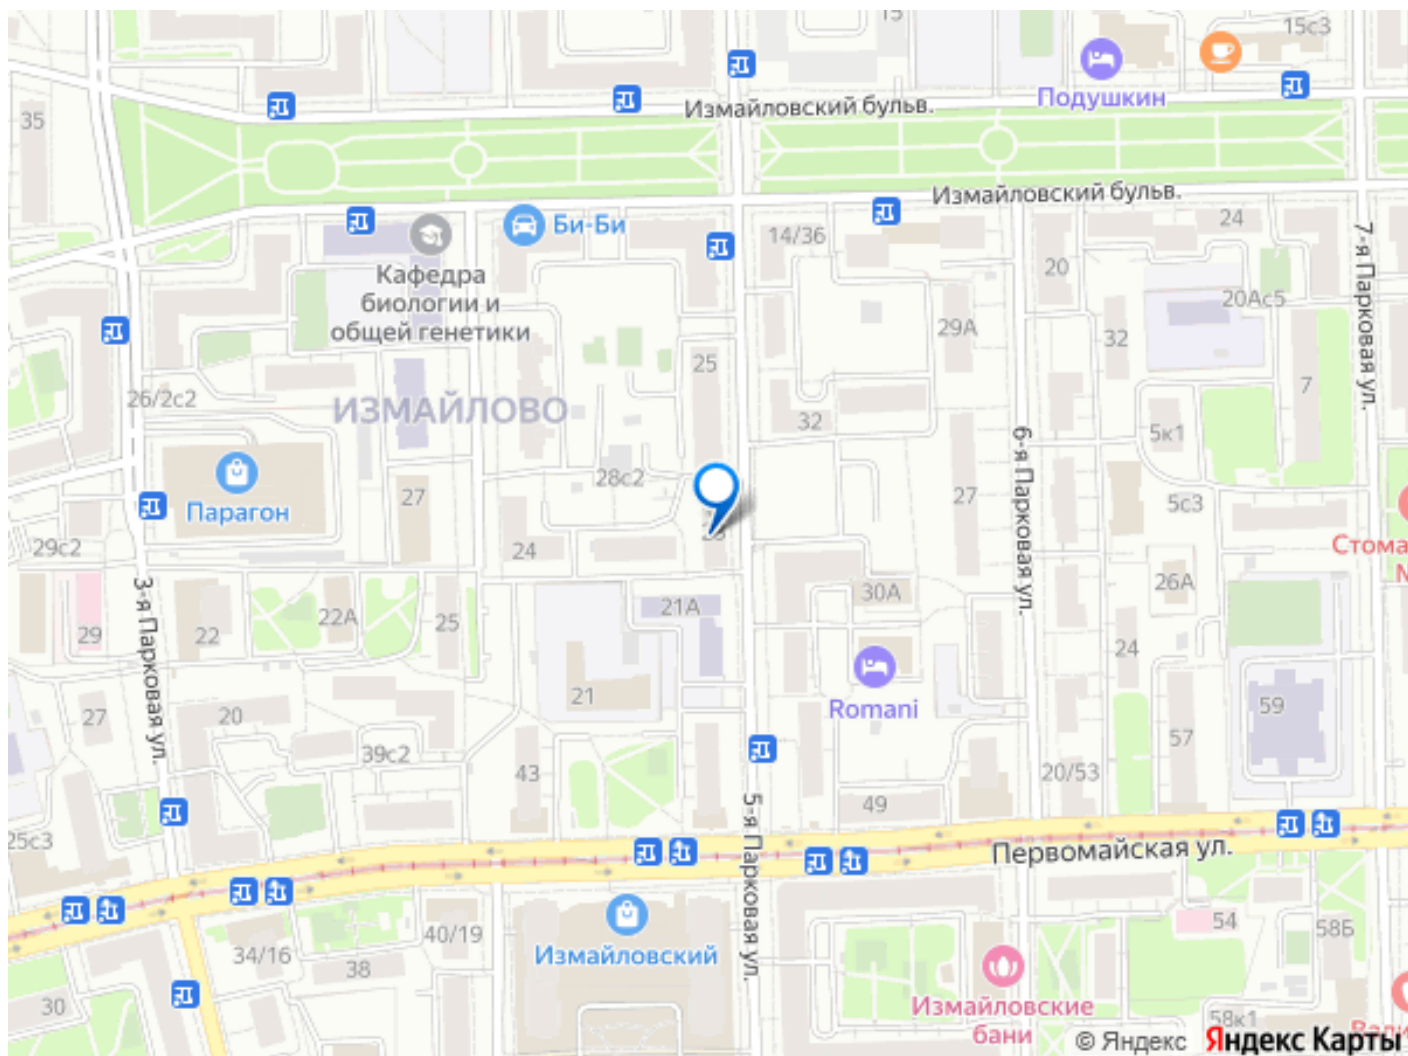 15
15с3
Подушкин
Измайловский бульв.
35
Измайловский бульв.
24
Би-Би
14/36
7-я Парковая ул.
20
Кафедра
биологии и
общей генетики
20Ас5
29А
32
25
7
26/2с2
ИЗМАЙЛОВО
32
5к1
6-я Парковая ул.
28с2
Парагон
27
27
5с3
29с2
24
Стома
3-я Парковая ул.
26А
30А
29
22
22А
25
21А
24
21
Romani
27
20
59
57
39с2
43
20/53
49
5-я Парковая ул.
25с3
Первомайская ул.
40/19
54
58Б
34/16
38
Измайловский
30
Измайловские
бани
58к1
© Яндекс
Яндекс Карты